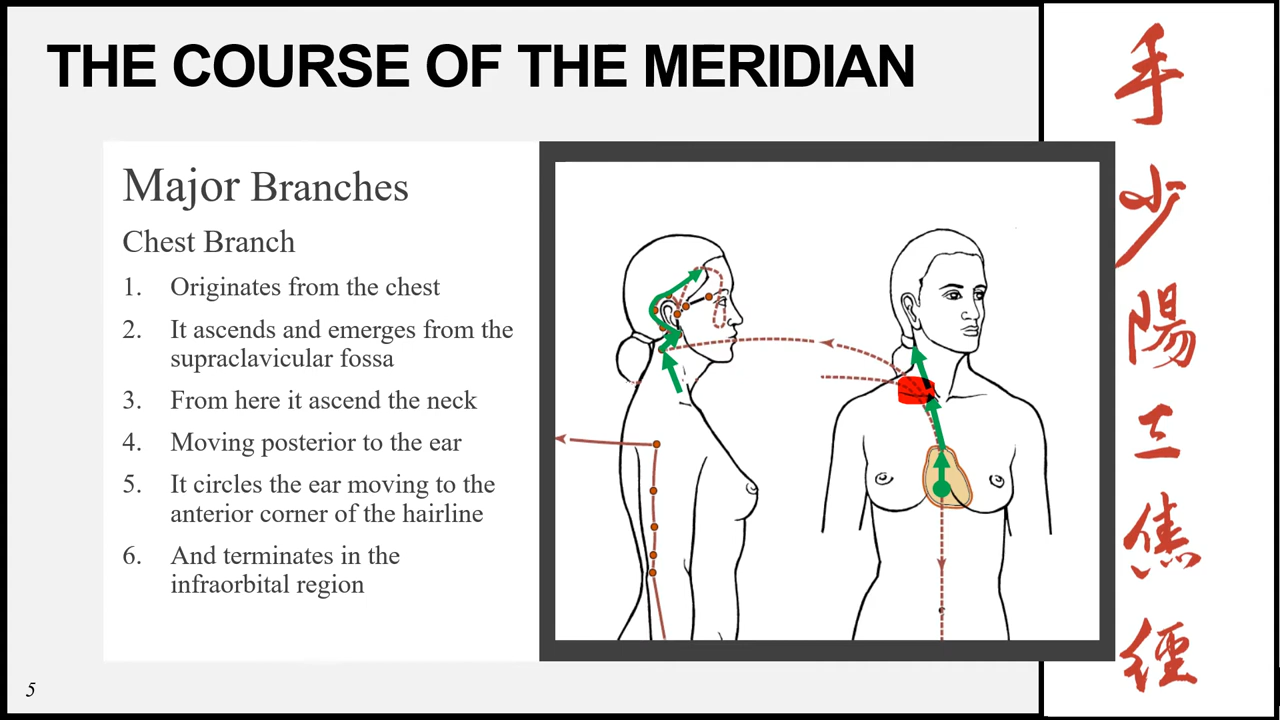 THE COURSE OF THE MERIDIAN
Major Branches
Chest Branch
1. Originates from the chest
2. It ascends and emerges from the
supraclavicular fossa
3. From here it ascend the neck
4. Moving posterior to the ear
5. It circles the ear moving to the
anterior corner of the hairline
6. And terminates in the
infraorbital region
5
手少陽三焦經